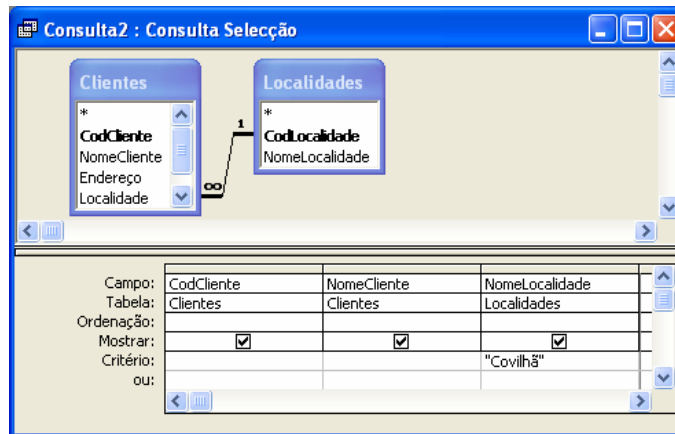 Consulta2 : Consulta Selecção
Clientes
*
CodCliente
NomeCliente
Endereço
Localidade
1
∞
Localidades
*
CodLocalidade
NomeLocalidade
Campo: CodCliente NomeCliente NomeLocalidade
Tabela: Clientes Clientes Localidades
Ordenação:
Mostrar:
Critério: "Covilhã"
ou: